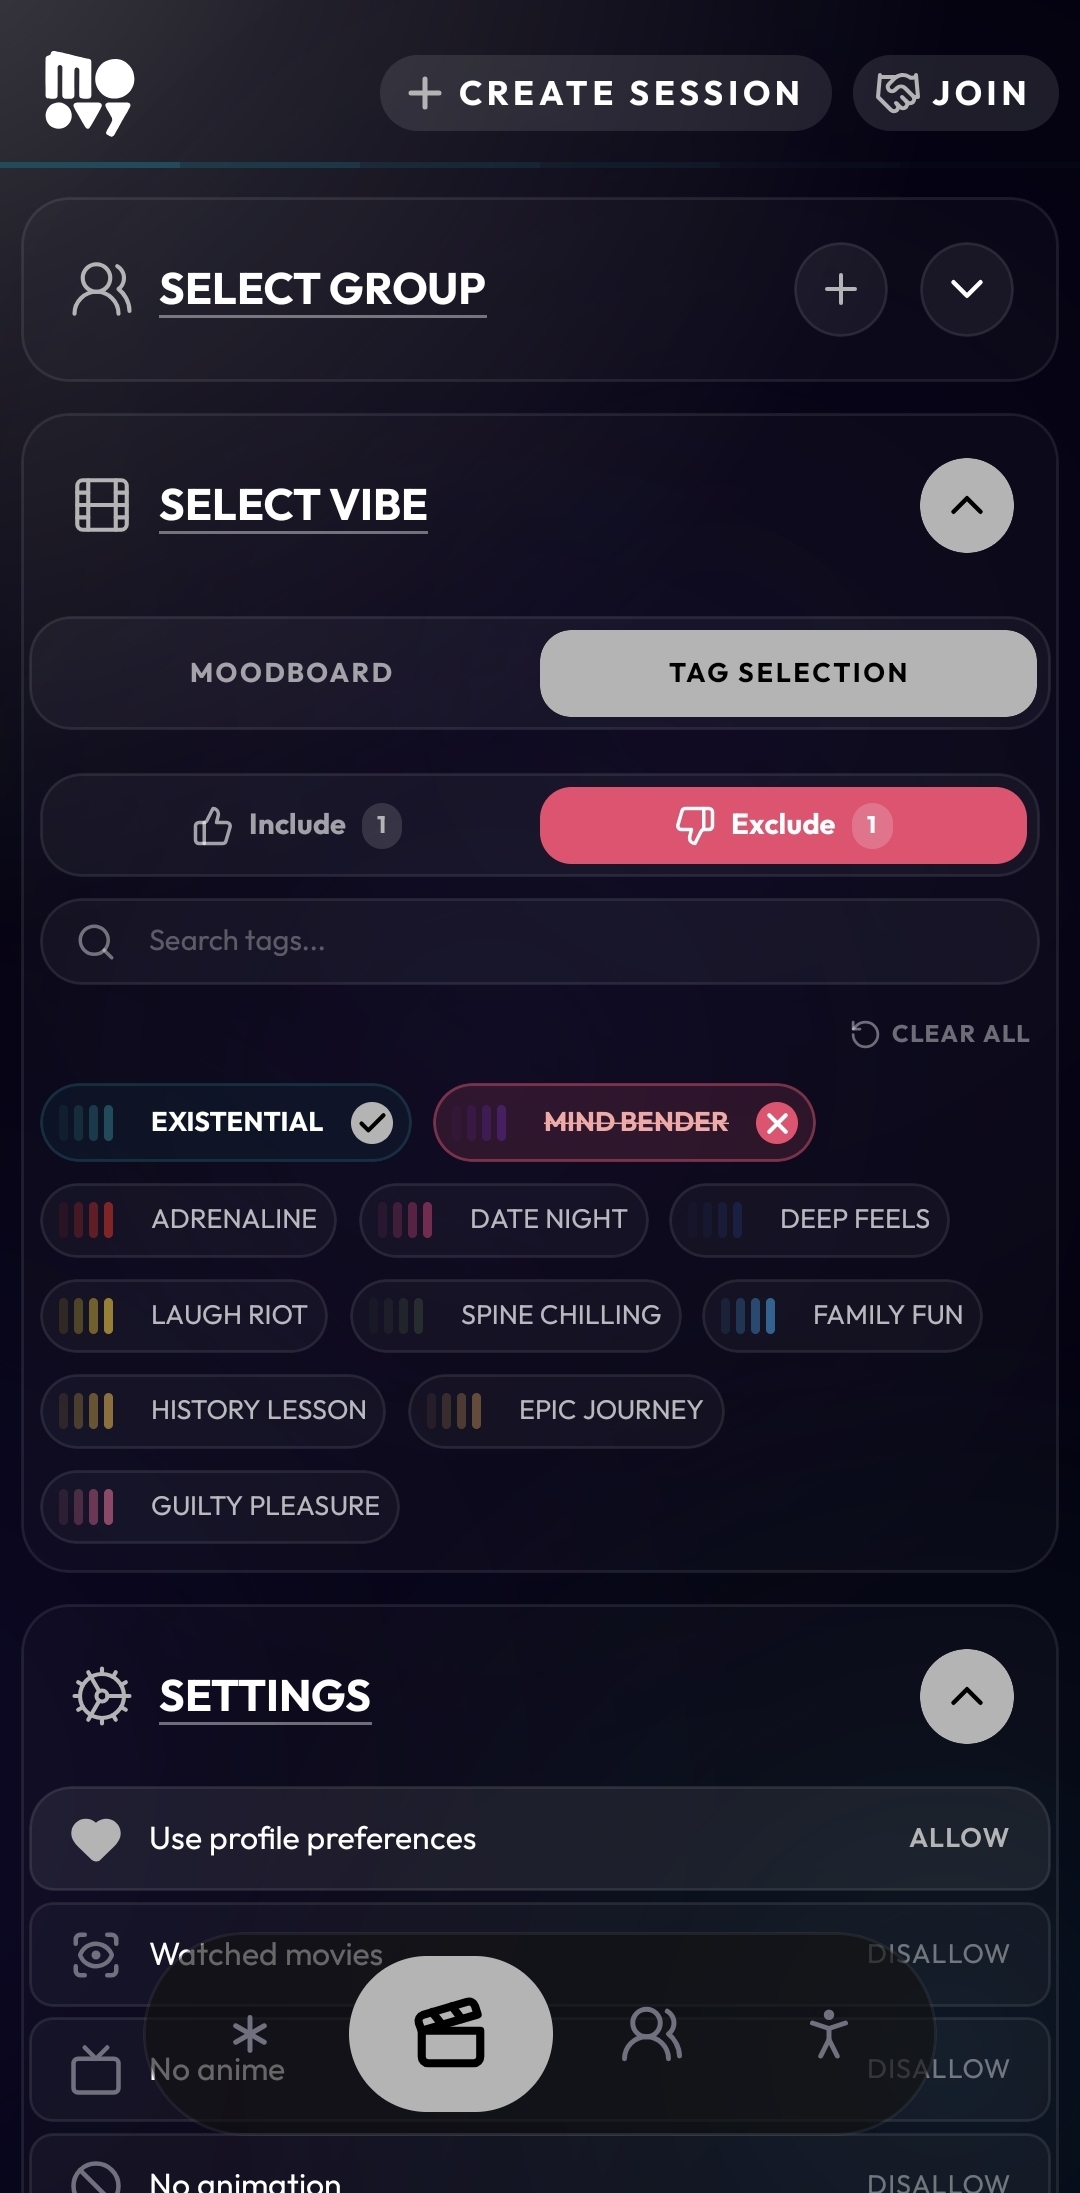 mo
ovy
CREATE SESSION
JOIN
SELECT GROUP
SELECT VIBE
MOODBOARD
TAG SELECTION
Include 1
Exclude 1
Search tags...
CLEAR ALL
EXISTENTIAL
MIND BENDER
ADRENALINE
DATE NIGHT
DEEP FEELS
LAUGH RIOT
SPINE CHILLING
FAMILY FUN
HISTORY LESSON
EPIC JOURNEY
GUILTY PLEASURE
SETTINGS
Use profile preferences
ALLOW
Watched movies
DISALLOW
No anime
DISALLOW
No animation
DISALLOW